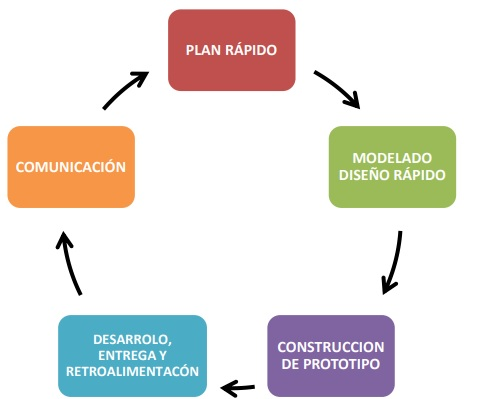 PLAN RÁPIDO
MODELADO
DISEÑO RÁPIDO
CONSTRUCCION
DE PROTOTIPO
DESARROLO,
ENTREGA Y
RETROALIMENTACÓN
COMUNICACIÓN